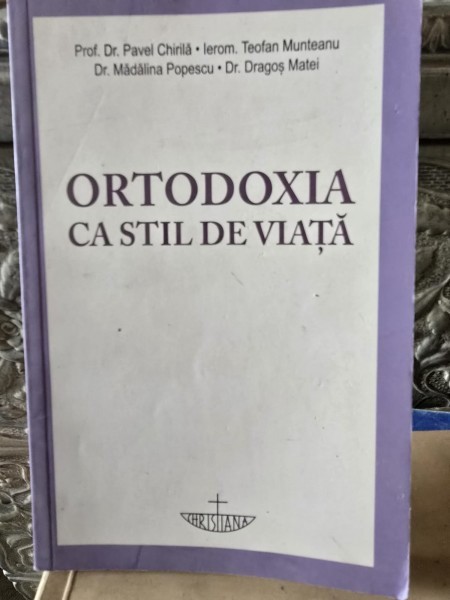 Prof. Dr. Pavel Chirilă • Ierom. Teofan Munteanu
Dr. Mădălina Popescu • Dr. Dragoș Matei
ORTODOXIA
CA STIL DE VIAȚĂ
CHRISTIANA